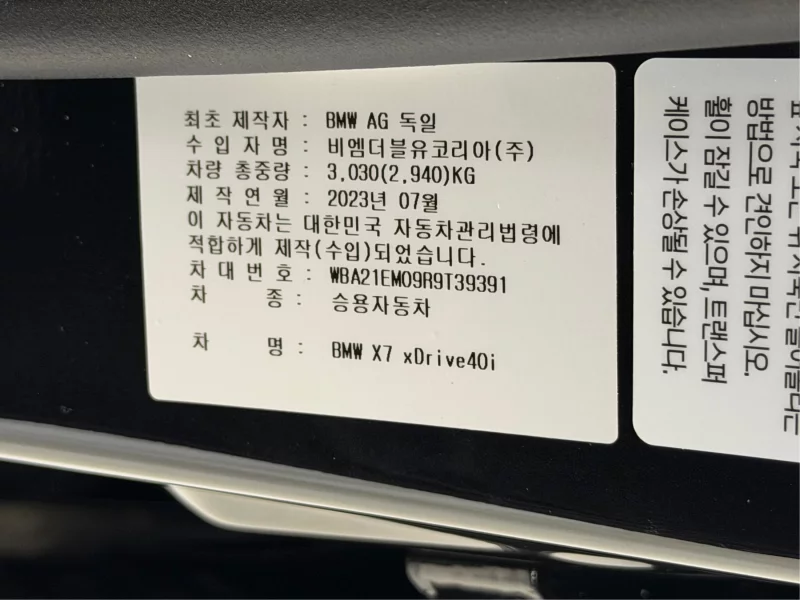 최초 제작자 : BMW AG 독일
수 입 자 명 : 비엠더블유코리아(주)
차량 총중량 : 3,030(2,940)KG
제 작 연 월 : 2023년 07월
이 자동차는 대한민국 자동차관리법령에
적합하게 제작(수입)되었습니다.
차 대 번 호 : WBA21EM09R9T39391
차 종 : 승용자동차
차 명 : BMW X7 xDrive40i
방법으로 견인하지 마십시오.
휠이 잠길 수 있으며, 트랜스퍼
케이스가 손상될 수 있습니다.